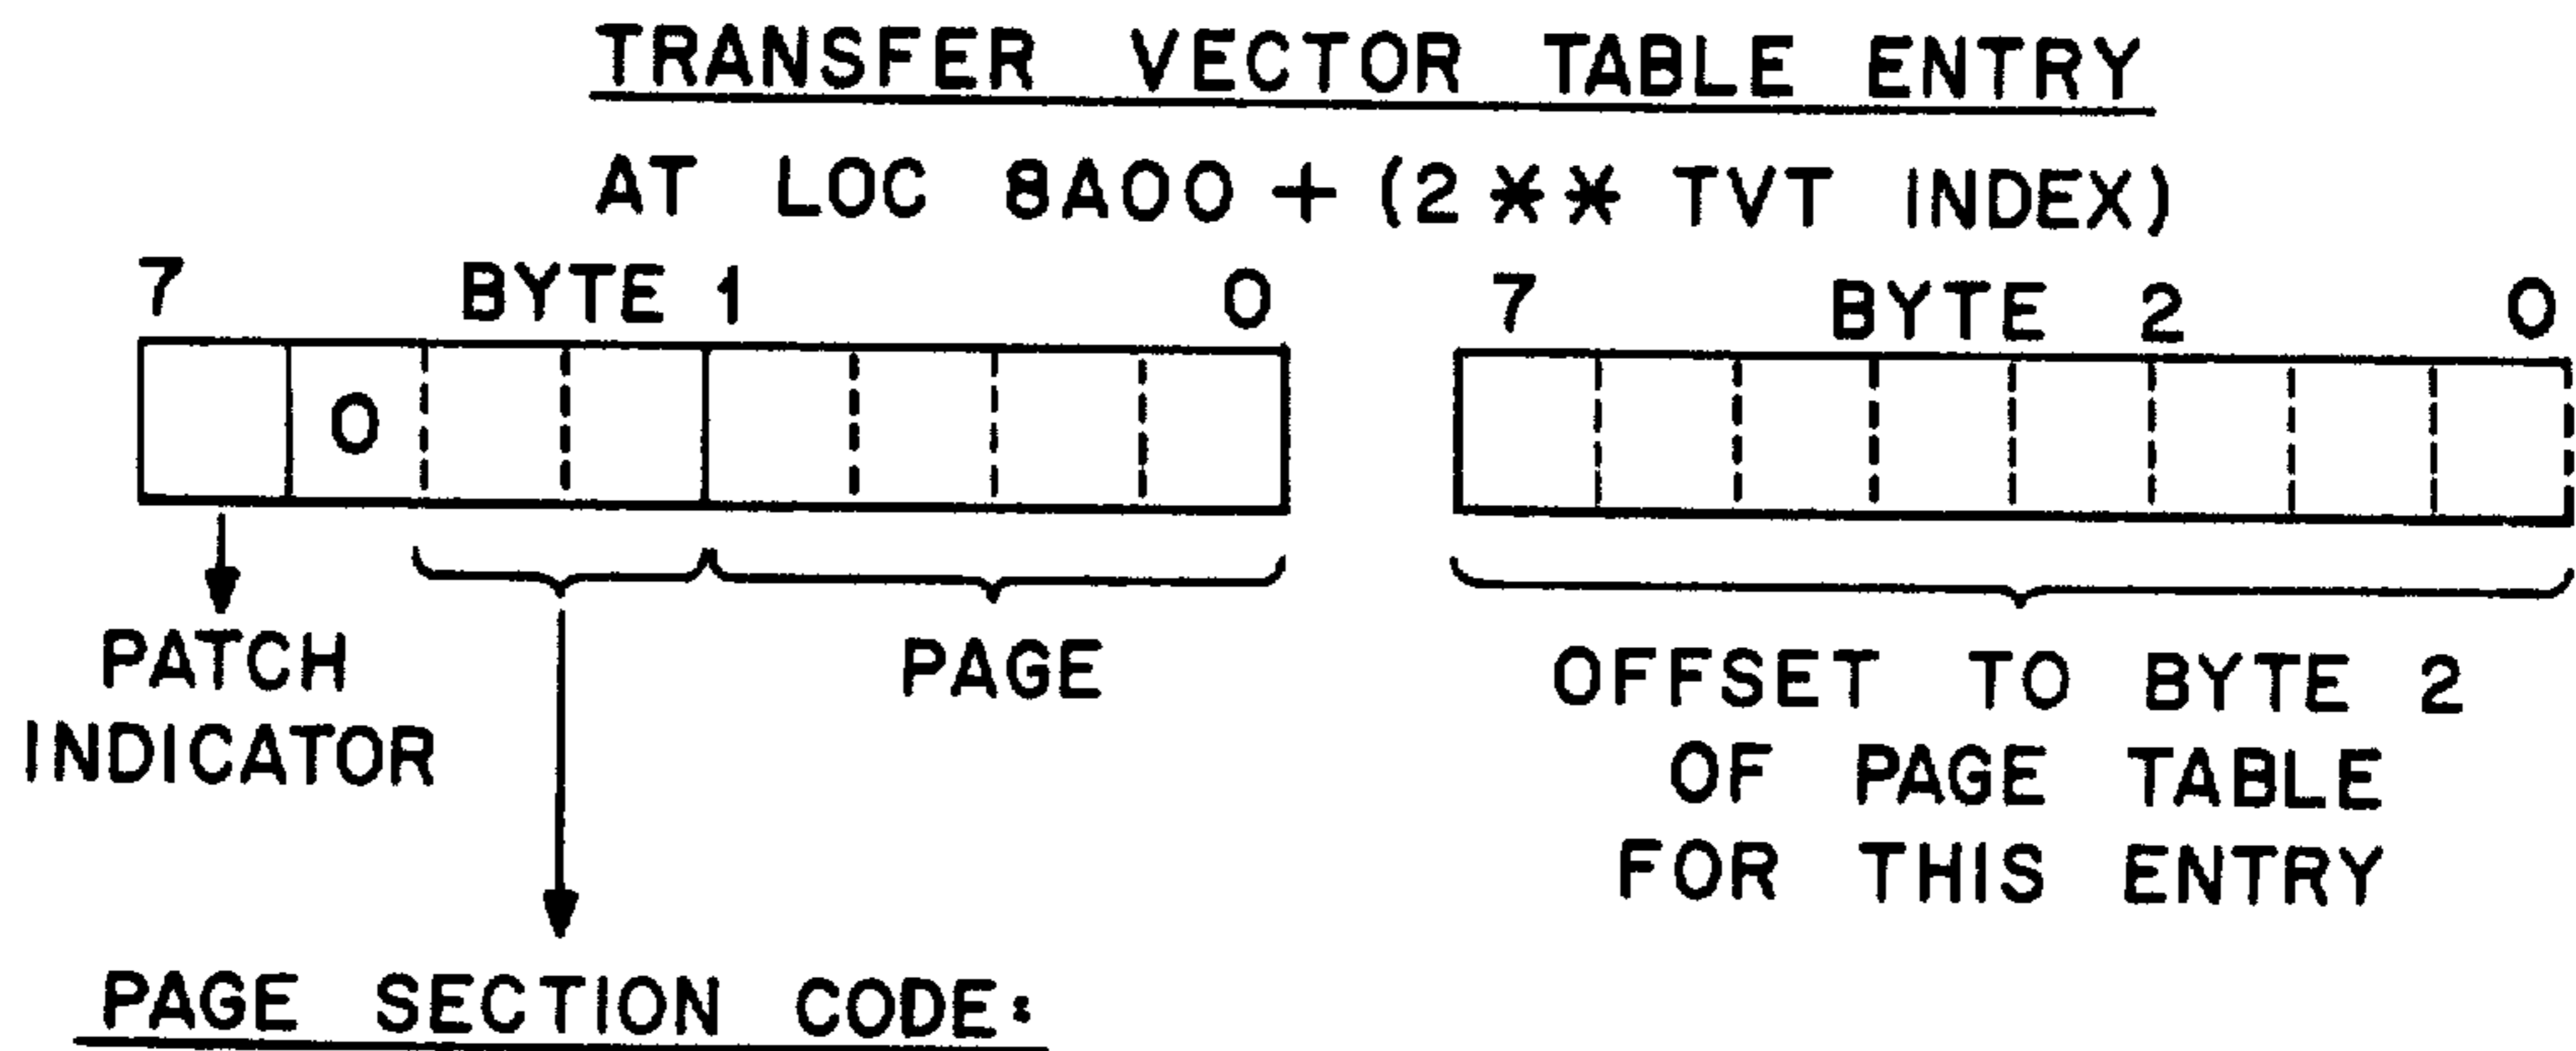 TRANSFER VECTOR TABLE ENTRY
AT LOC 8A00 + (2 ** TVT INDEX)
7 BYTE 1 0 7 BYTE 2 0
0
PATCH
INDICATOR
PAGE
OFFSET TO BYTE 2
OF PAGE TABLE
FOR THIS ENTRY
PAGE SECTION CODE: